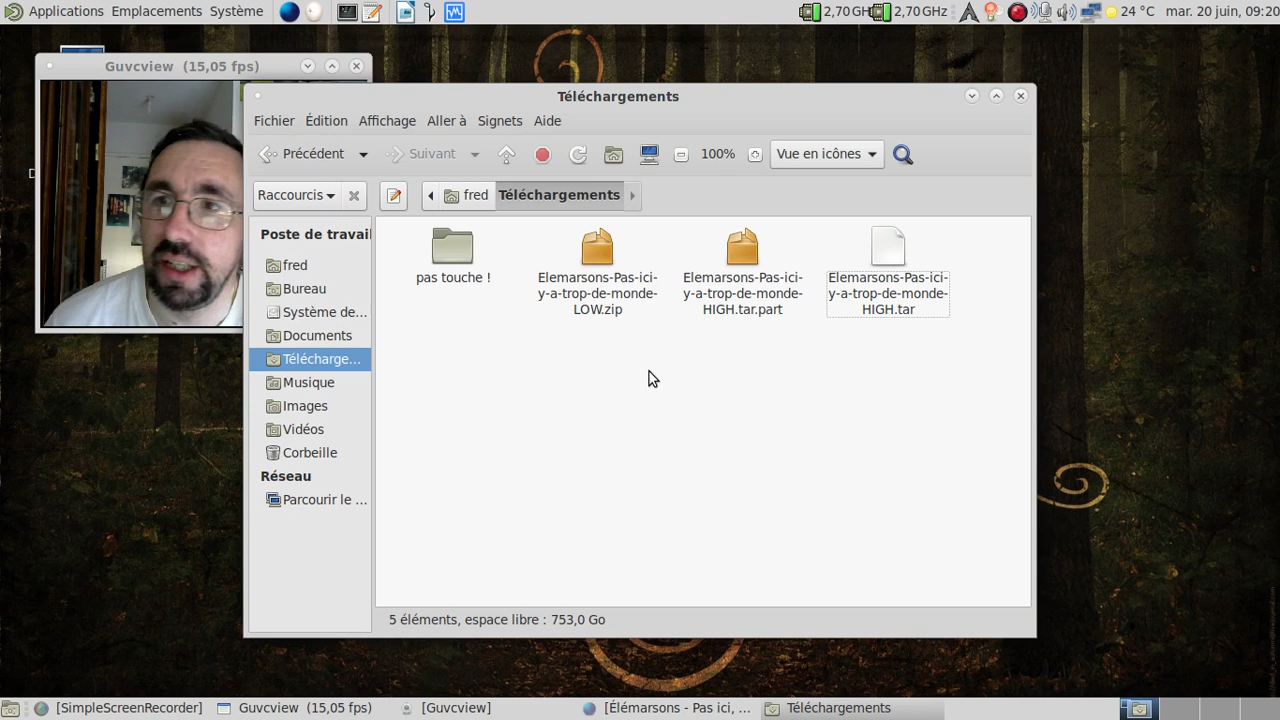 Applications Emplacements Système
2,70 GH 2,70 GHz
24 °C mar. 20 juin, 09:20
Guvcview (15,05 fps)
Téléchargements
Fichier Édition Affichage Aller à Signets Aide
Précédent Suivant 100% Vue en icônes
Raccourcis fred Téléchargements
Poste de travail
fred
Bureau
Système de...
Documents
Télécharge...
Musique
Images
Vidéos
Corbeille
Réseau
Parcourir le ...
pas touche !
Elemarsons-Pas-ici-
y-a-trop-de-monde-
LOW.zip
Elemarsons-Pas-ici-
y-a-trop-de-monde-
HIGH.tar.part
Elemarsons-Pas-ici-
y-a-trop-de-monde-
HIGH.tar
5 éléments, espace libre : 753,0 Go
[SimpleScreenRecorder] Guvcview (15,05 fps) [Guvcview] [Élémarsons - Pas ici, ... Téléchargements